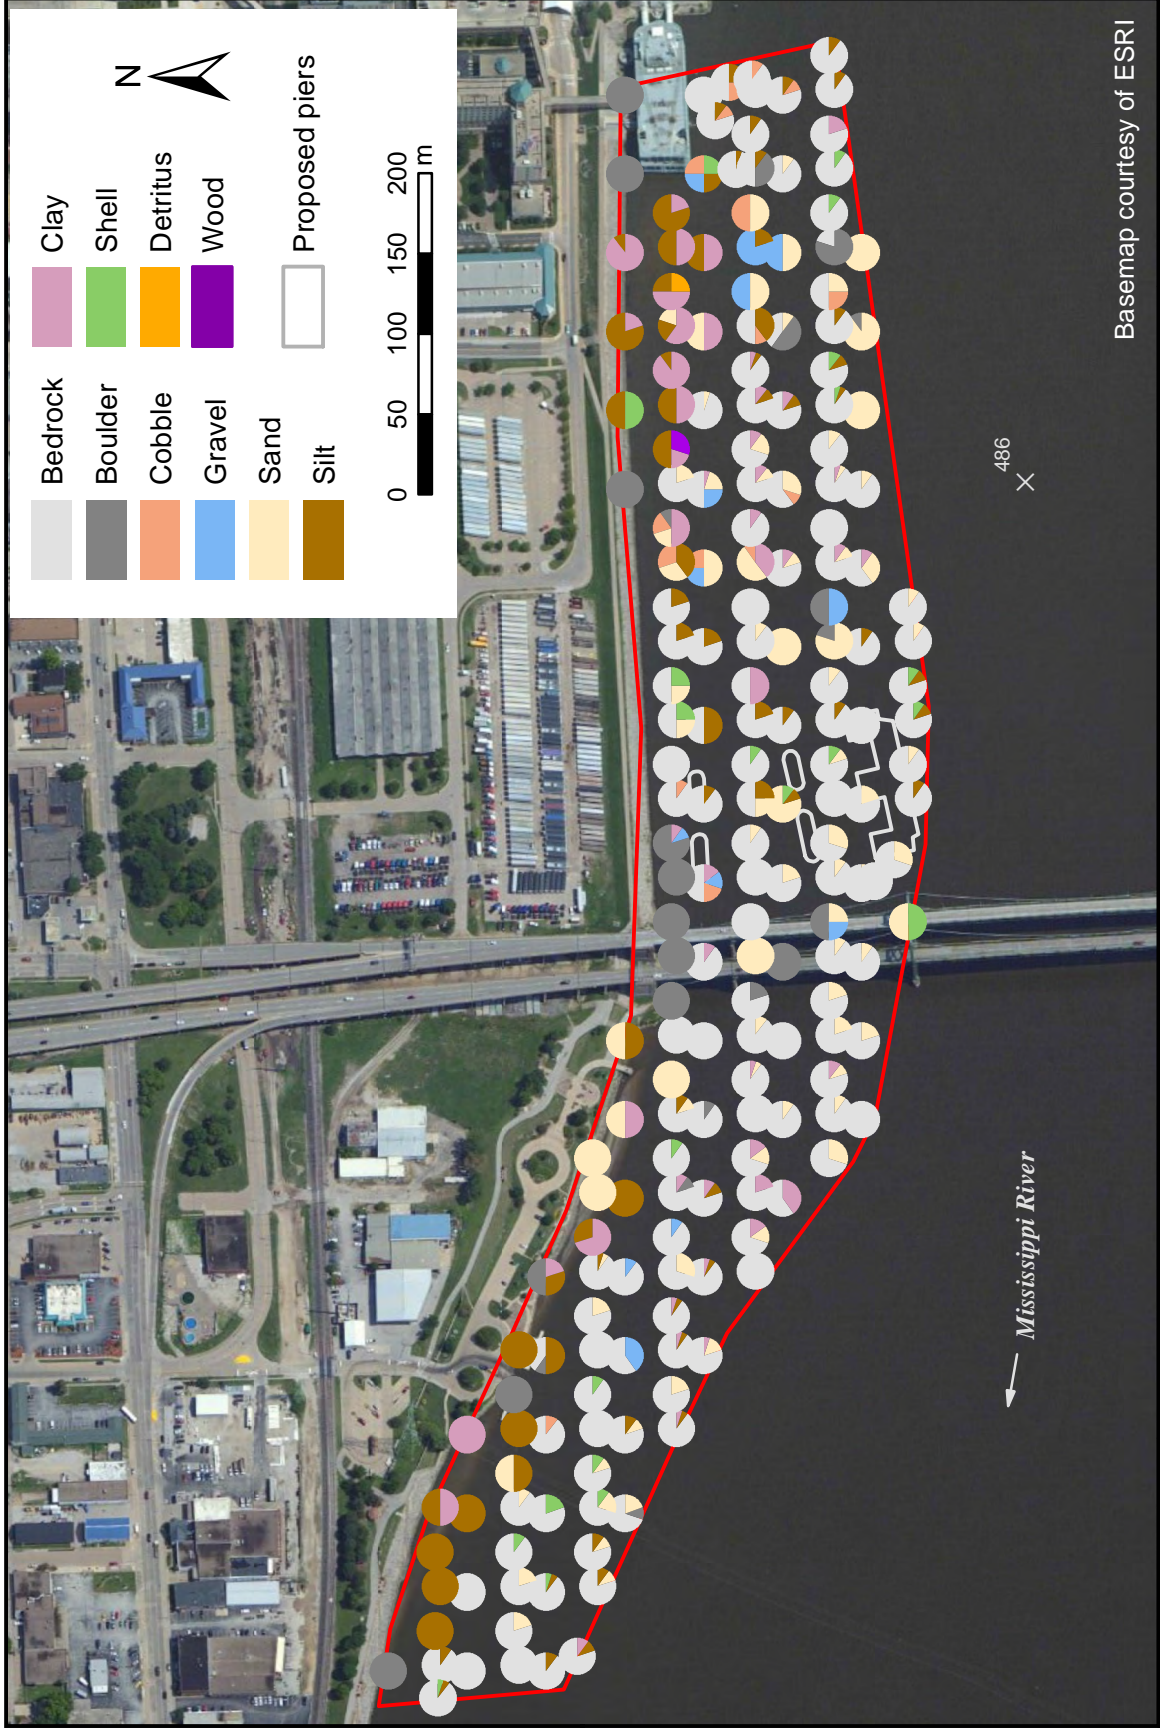 Bedrock
Boulder
Cobble
Gravel
Sand
Silt
Clay
Shell
Detritus
Wood
Proposed piers
N
0 50 100 150 200 m
486
Mississippi River
Basemap courtesy of ESRI